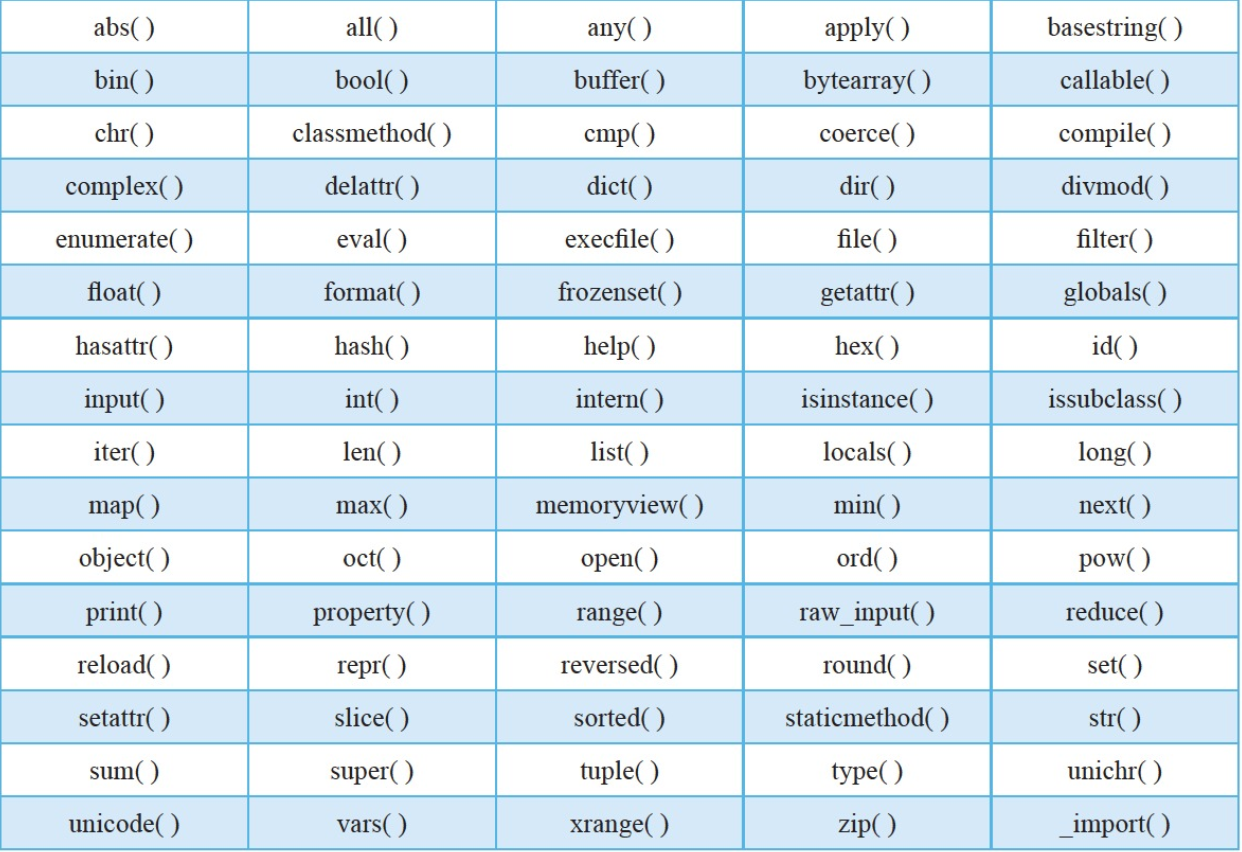 abs( ) all( ) any( ) apply( ) basestring( )
bin( ) bool( ) buffer( ) bytearray( ) callable( )
chr( ) classmethod( ) cmp( ) coerce( ) compile( )
complex( ) delattr( ) dict( ) dir( ) divmod( )
enumerate( ) eval( ) execfile( ) file( ) filter( )
float( ) format( ) frozenset( ) getattr( ) globals( )
hasattr( ) hash( ) help( ) hex( ) id( )
input( ) int( ) intern( ) isinstance( ) issubclass( )
iter( ) len( ) list( ) locals( ) long( )
map( ) max( ) memoryview( ) min( ) next( )
object( ) oct( ) open( ) ord( ) pow( )
print( ) property( ) range( ) raw_input( ) reduce( )
reload( ) repr( ) reversed( ) round( ) set( )
setattr( ) slice( ) sorted( ) staticmethod( ) str( )
sum( ) super( ) tuple( ) type( ) unichr( )
unicode( ) vars( ) xrange( ) zip( ) _import( )